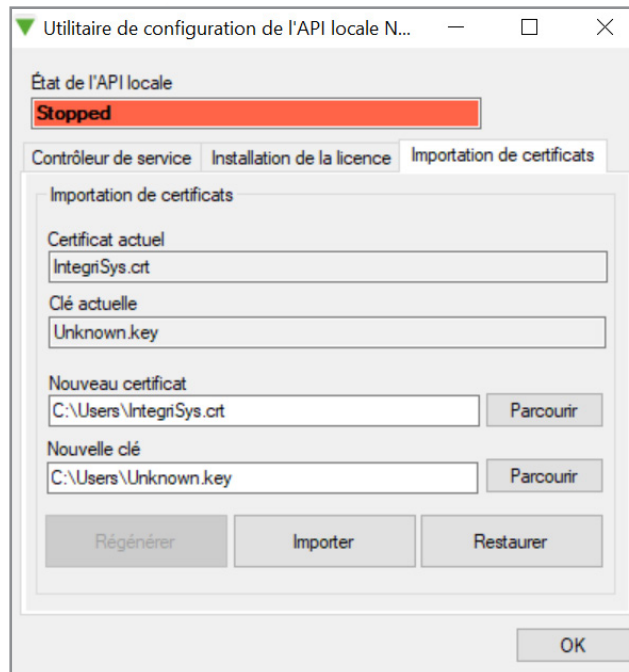 Utilitaire de configuration de l'API locale N...
État de l'API locale
Stopped
Contrôleur de service Installation de la licence Importation de certificats
Importation de certificats
Certificat actuel
IntegriSys.crt
Clé actuelle
Unknown.key
Nouveau certificat
C:\Users\IntegriSys.crt Parcourir
Nouvelle clé
C:\Users\Unknown.key Parcourir
Régénérer Importer Restaurer
OK